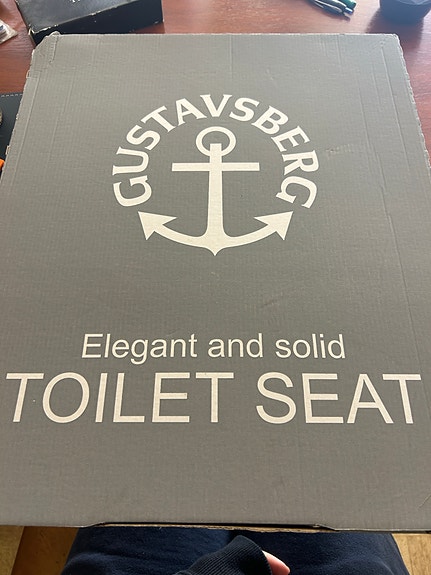 GUSTAVSBERG
Elegant and solid
TOILET SEAT